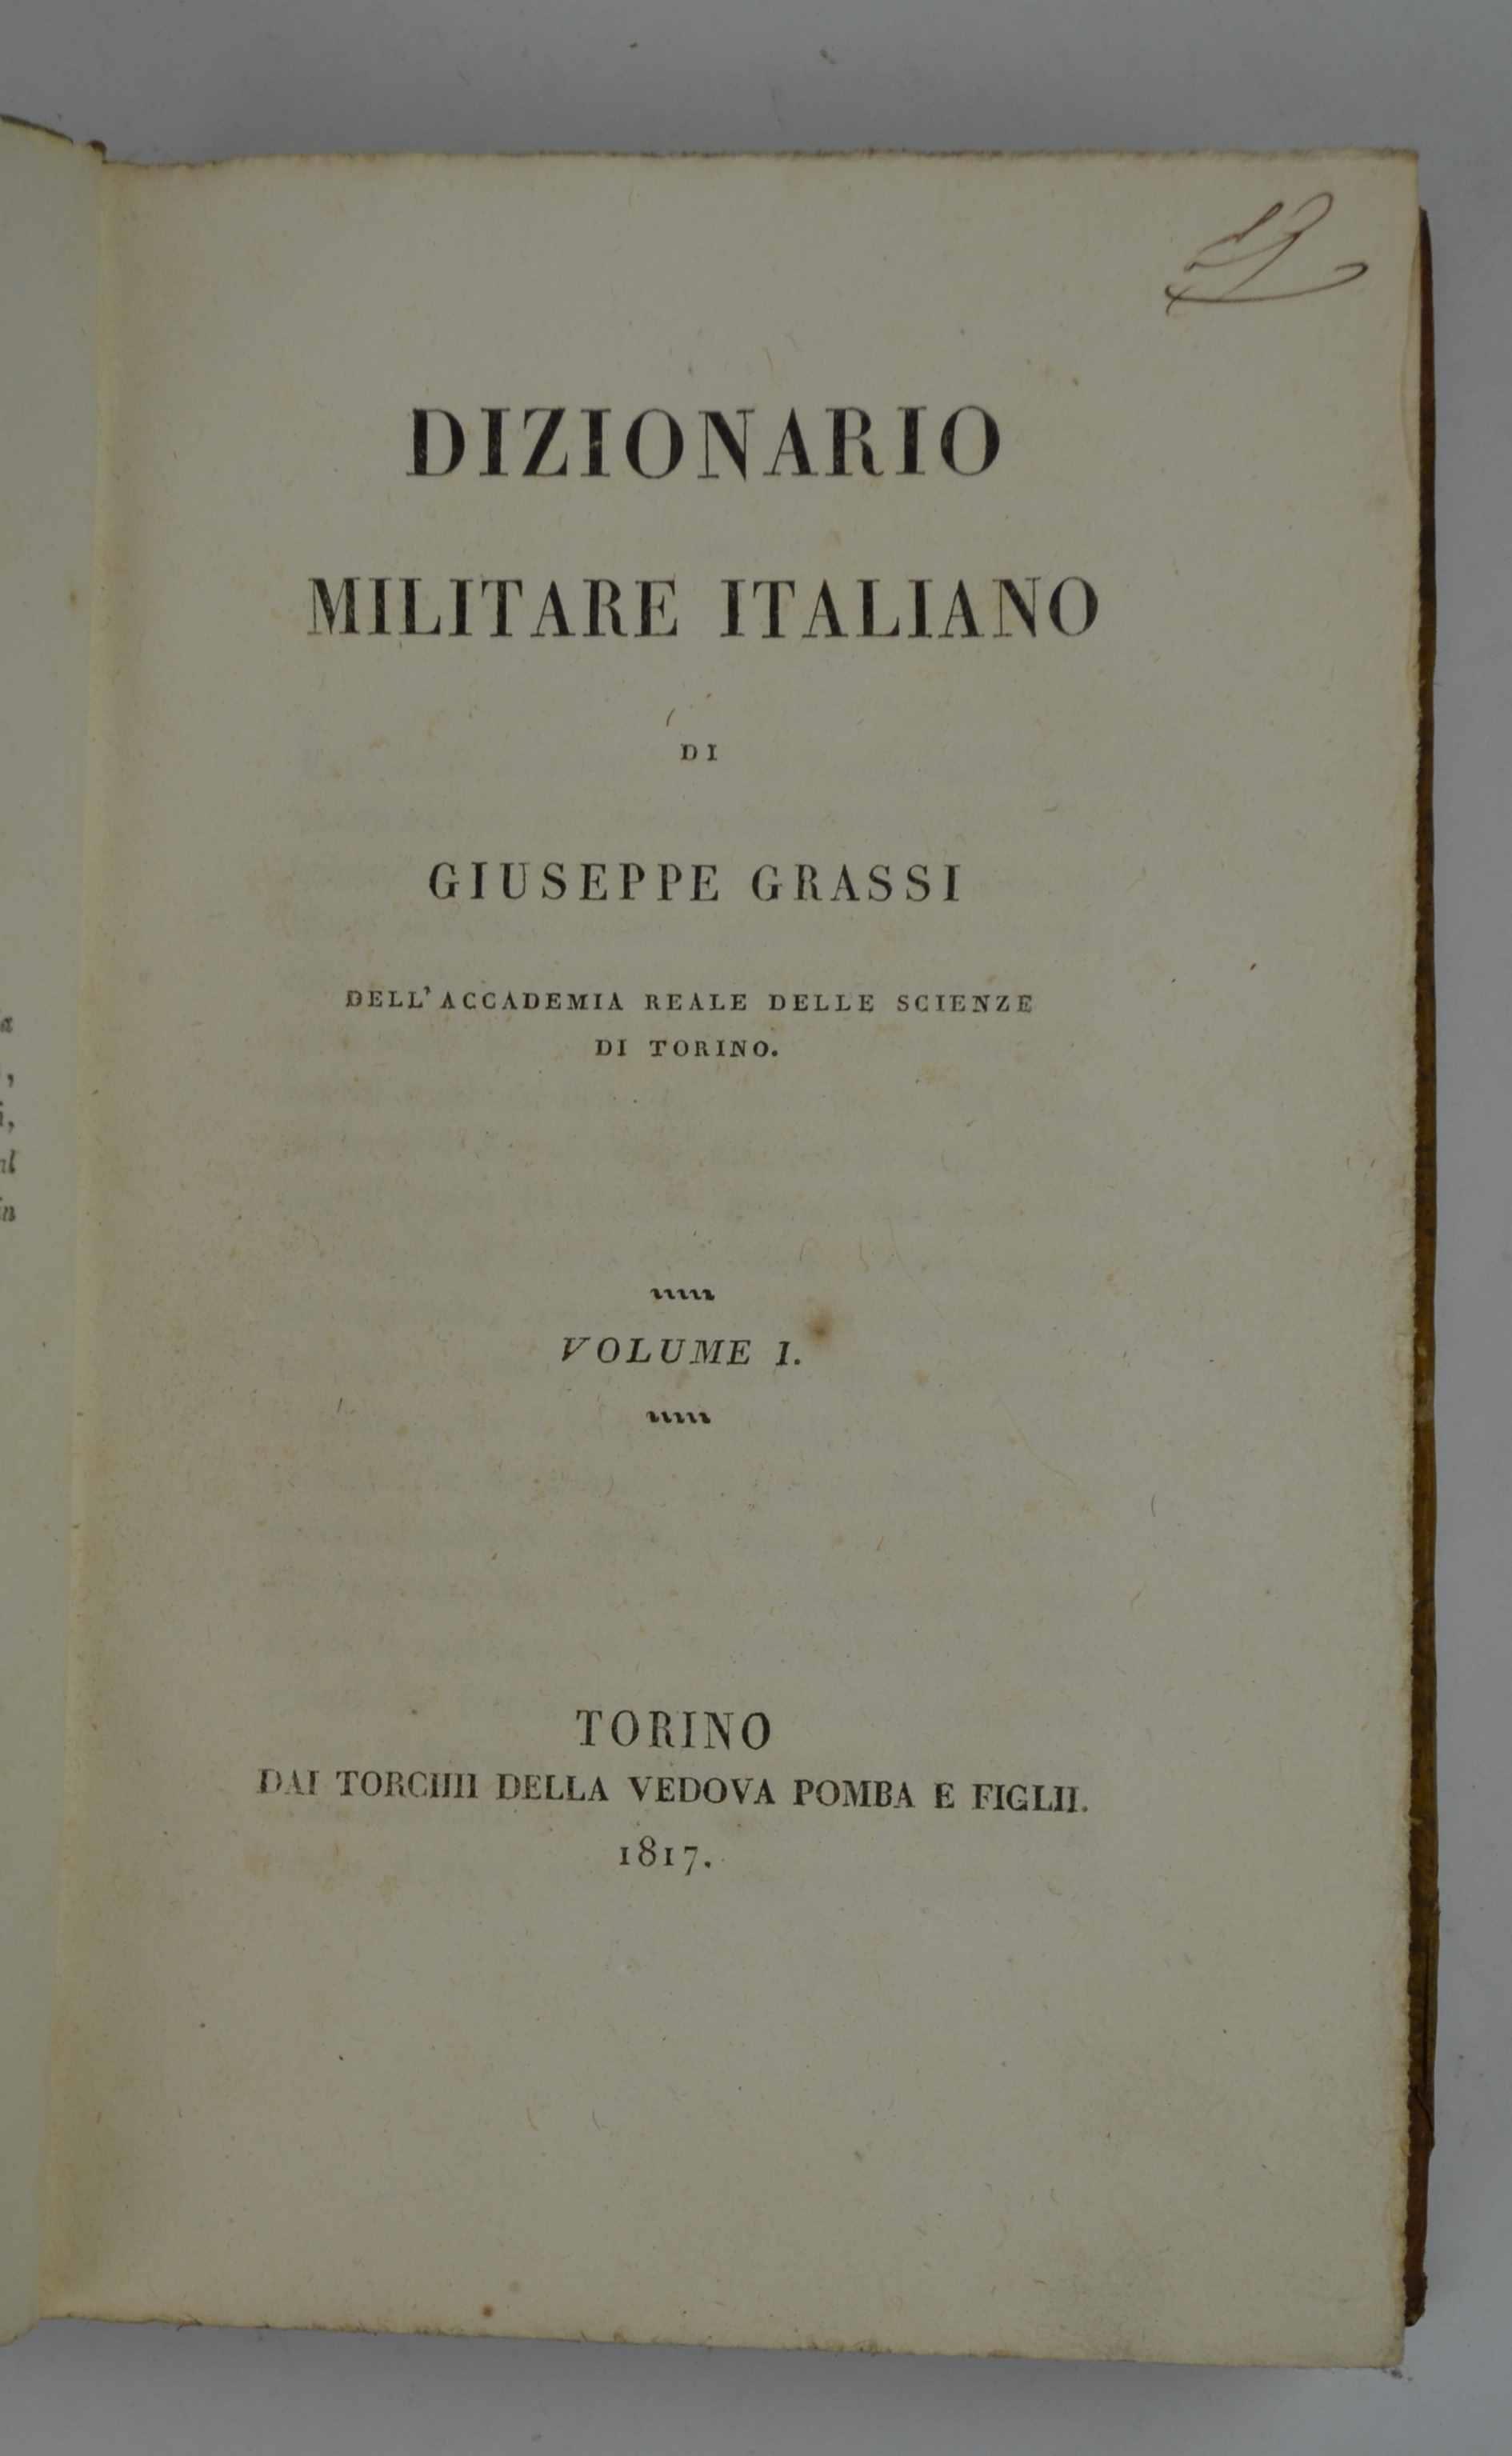 DIZIONARIO
MILITARE ITALIANO
DI
GIUSEPPE GRASSI
DELL'ACCADEMIA REALE DELLE SCIENZE
DI TORINO.
VOLUME I.
TORINO
DAI TORCHII DELLA VEDOVA POMBA E FIGLII.
1817.